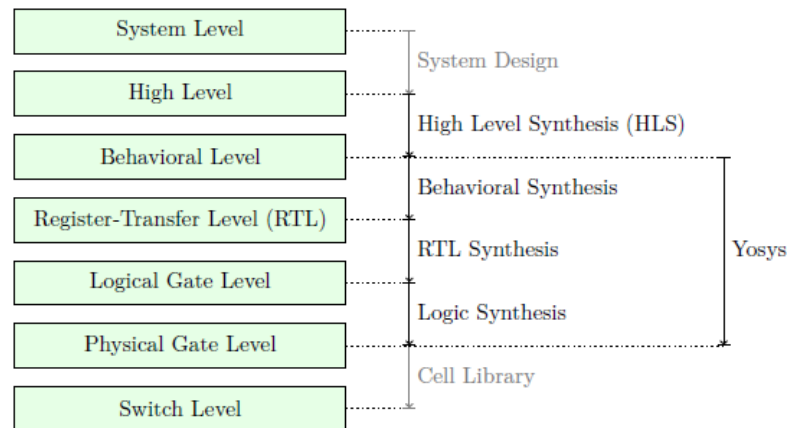 System Level
System Design
High Level
High Level Synthesis (HLS)
Behavioral Level
Behavioral Synthesis
Register-Transfer Level (RTL)
RTL Synthesis
Yosys
Logical Gate Level
Logic Synthesis
Physical Gate Level
Cell Library
Switch Level